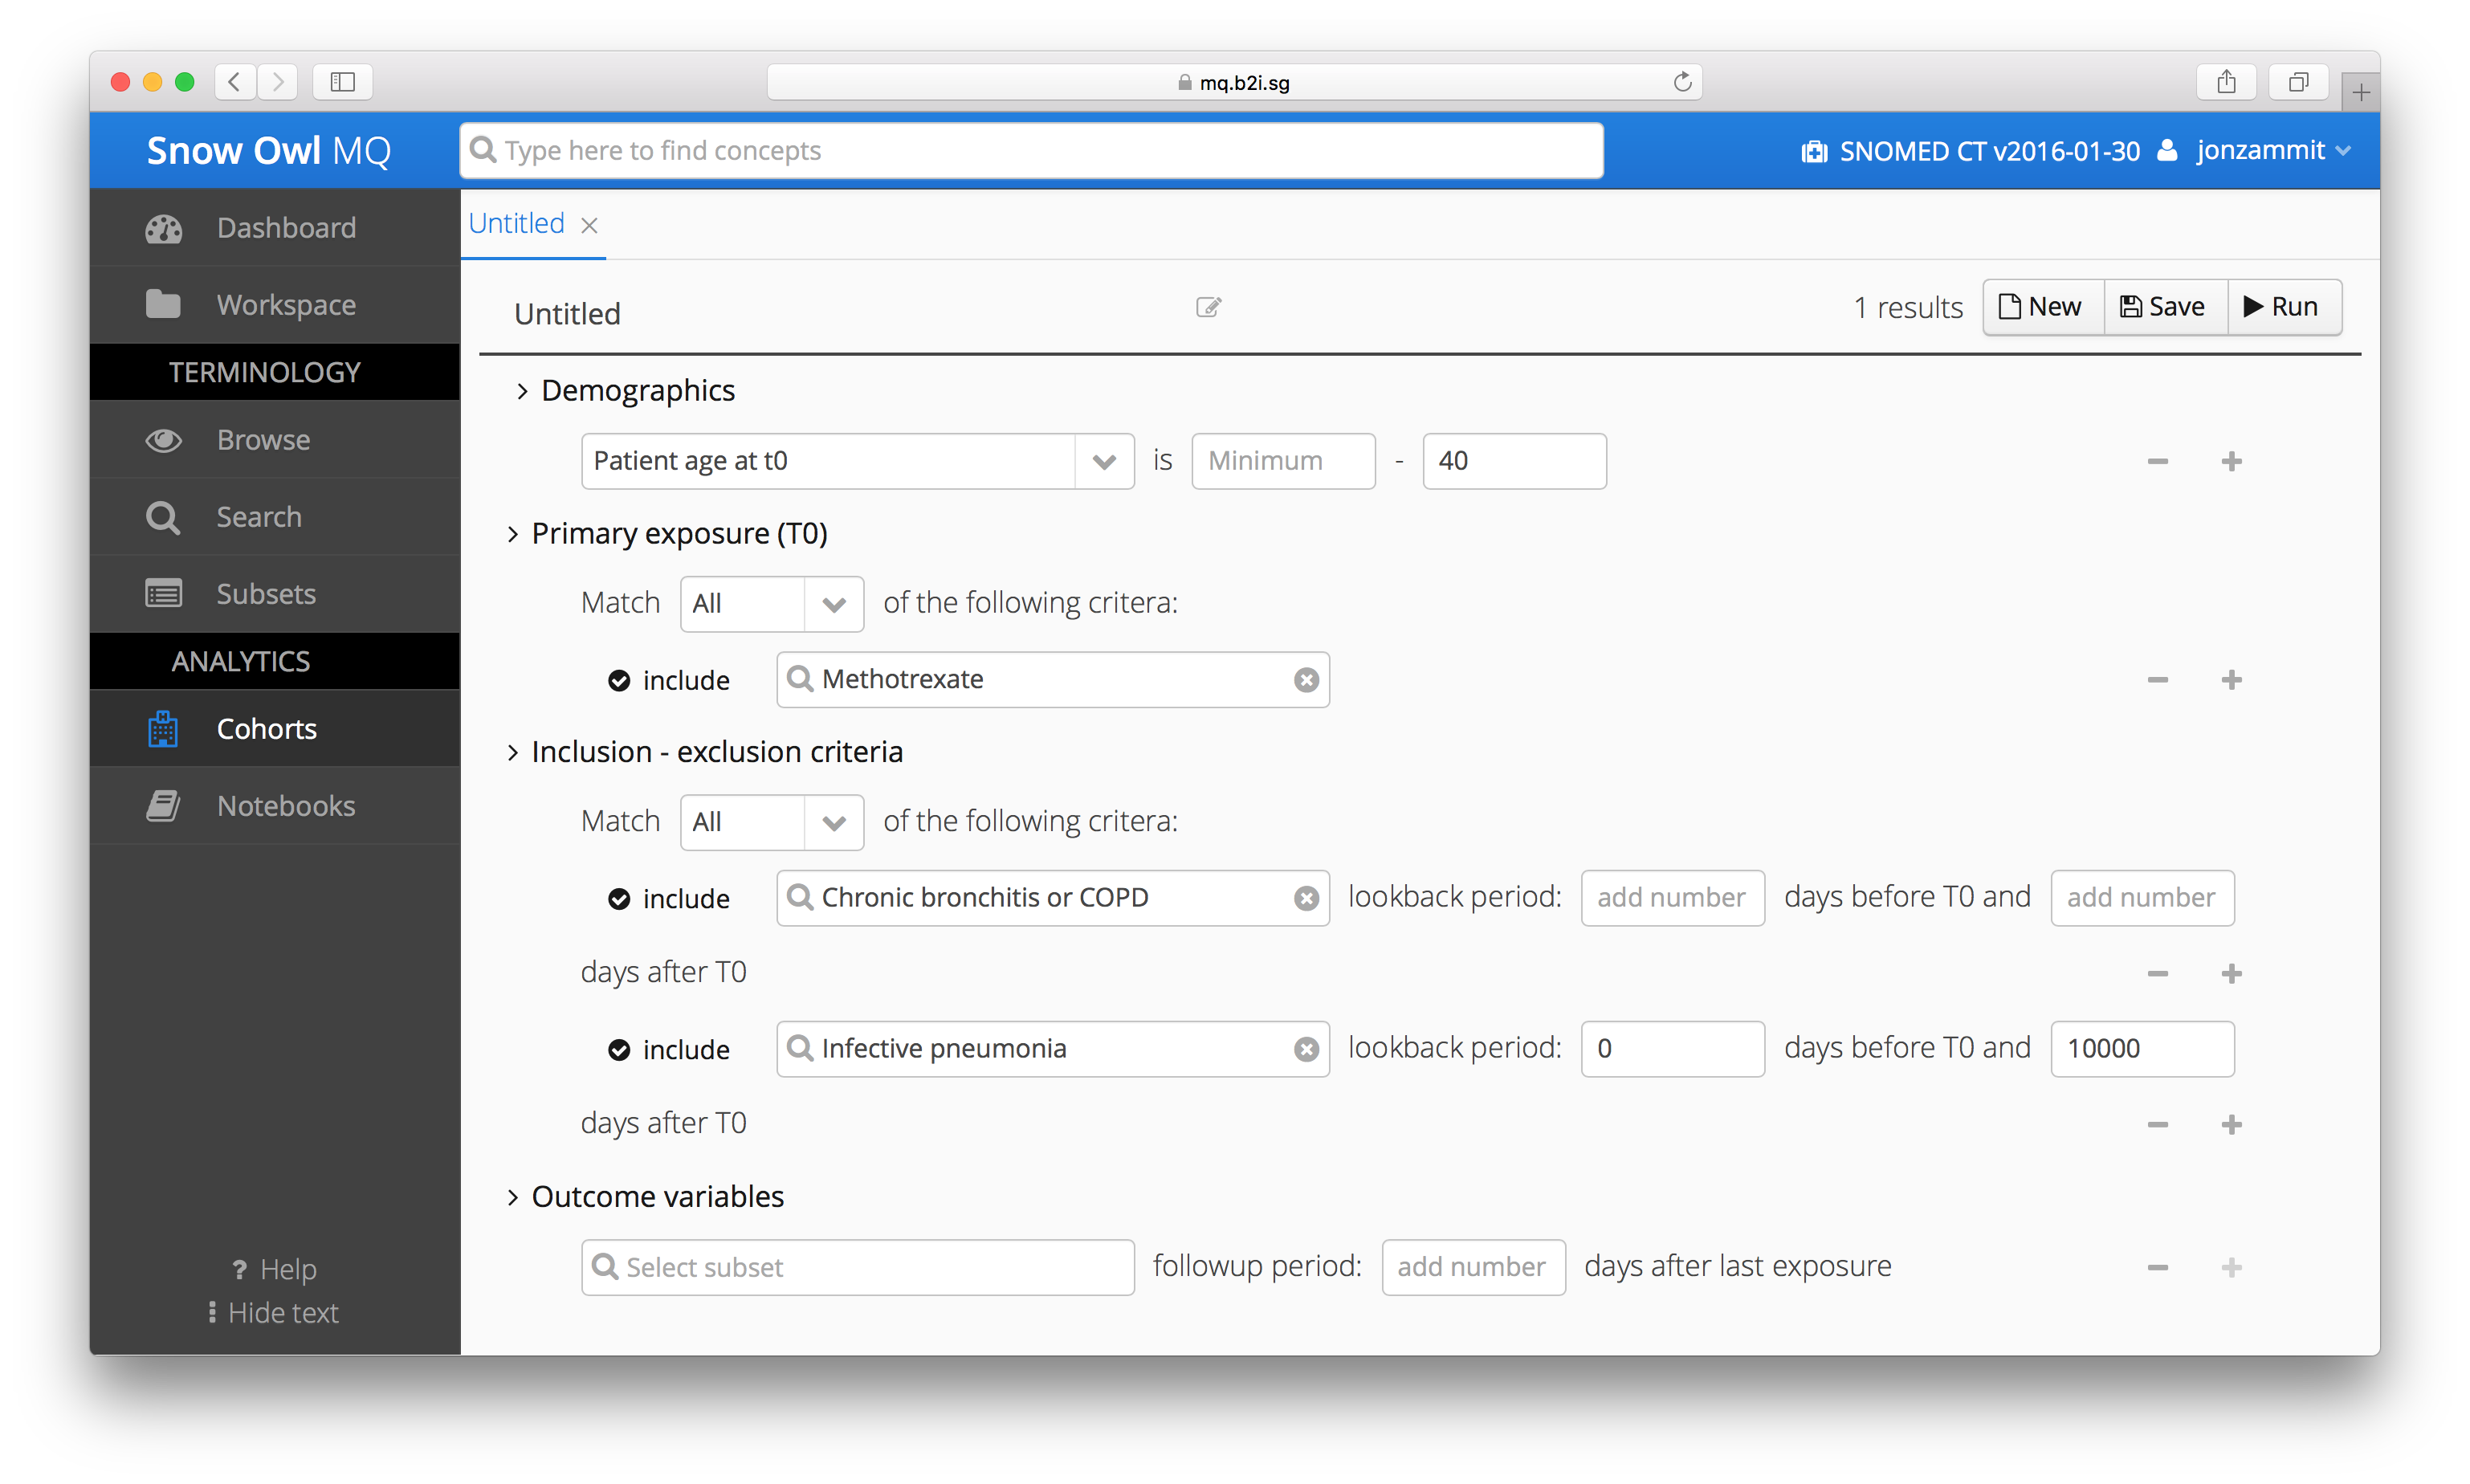 mq.b2i.sg
Snow Owl MQ
Type here to find concepts
SNOMED CT v2016-01-30
jonzammit
Dashboard
Workspace
TERMINOLOGY
Browse
Search
Subsets
ANALYTICS
Cohorts
Notebooks
? Help
Hide text
Untitled
Untitled
1 results
New
Save
Run
Demographics
Patient age at t0 is Minimum - 40
Primary exposure (T0)
Match All of the following critera:
include Methotrexate
Inclusion - exclusion criteria
Match All of the following critera:
include Chronic bronchitis or COPD lookback period: add number days before T0 and add number
days after T0
include Infective pneumonia lookback period: 0 days before T0 and 10000
days after T0
Outcome variables
Select subset followup period: add number days after last exposure